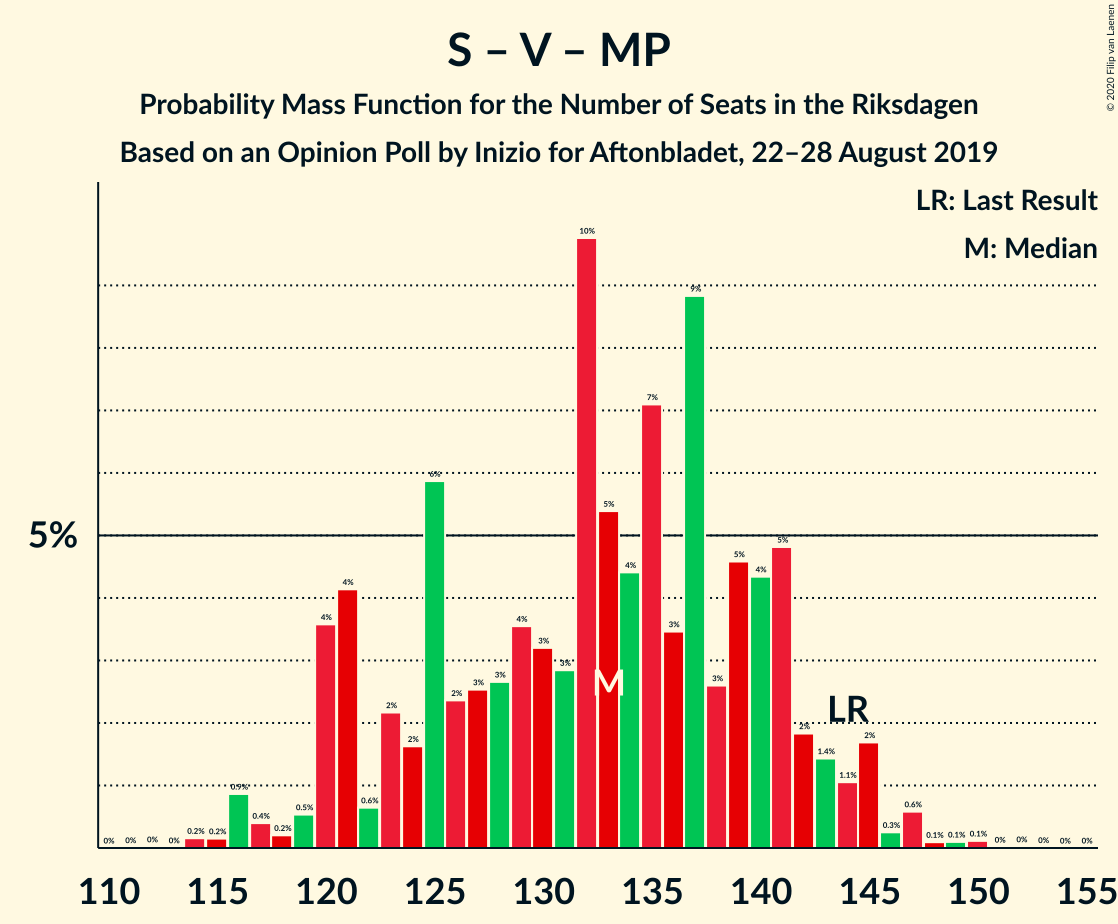 S – V – MP
Probability Mass Function for the Number of Seats in the Riksdagen
Based on an Opinion Poll by Inizio for Aftonbladet, 22–28 August 2019
© 2020 Filip van Laenen
LR: Last Result
M: Median
5%
0% 0% 0% 0% 0.2% 0.2% 0.9% 0.4% 0.2% 0.5% 4% 4% 0.6% 2% 2% 6% 2% 3% 3% 4% 3% 3% 10% 5% 4% 7% 3% 9% 3% 5% 4% 5% 2% 1.4% 1.1% 2% 0.3% 0.6% 0.1% 0.1% 0.1% 0% 0% 0% 0% 0%
M
LR
110 115 120 125 130 135 140 145 150 155